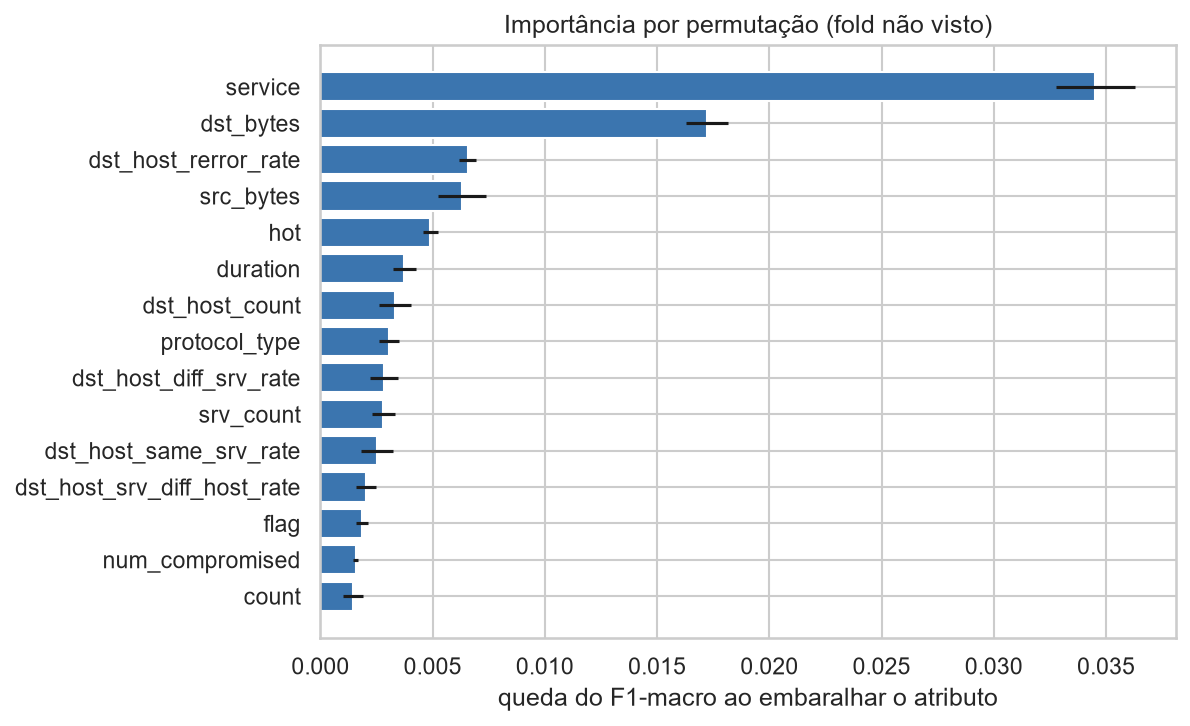 Importância por permutação (fold não visto)
service
dst_bytes
dst_host_rerror_rate
src_bytes
hot
duration
dst_host_count
protocol_type
dst_host_diff_srv_rate
srv_count
dst_host_same_srv_rate
dst_host_srv_diff_host_rate
flag
num_compromised
count
0.000 0.005 0.010 0.015 0.020 0.025 0.030 0.035
queda do F1-macro ao embaralhar o atributo